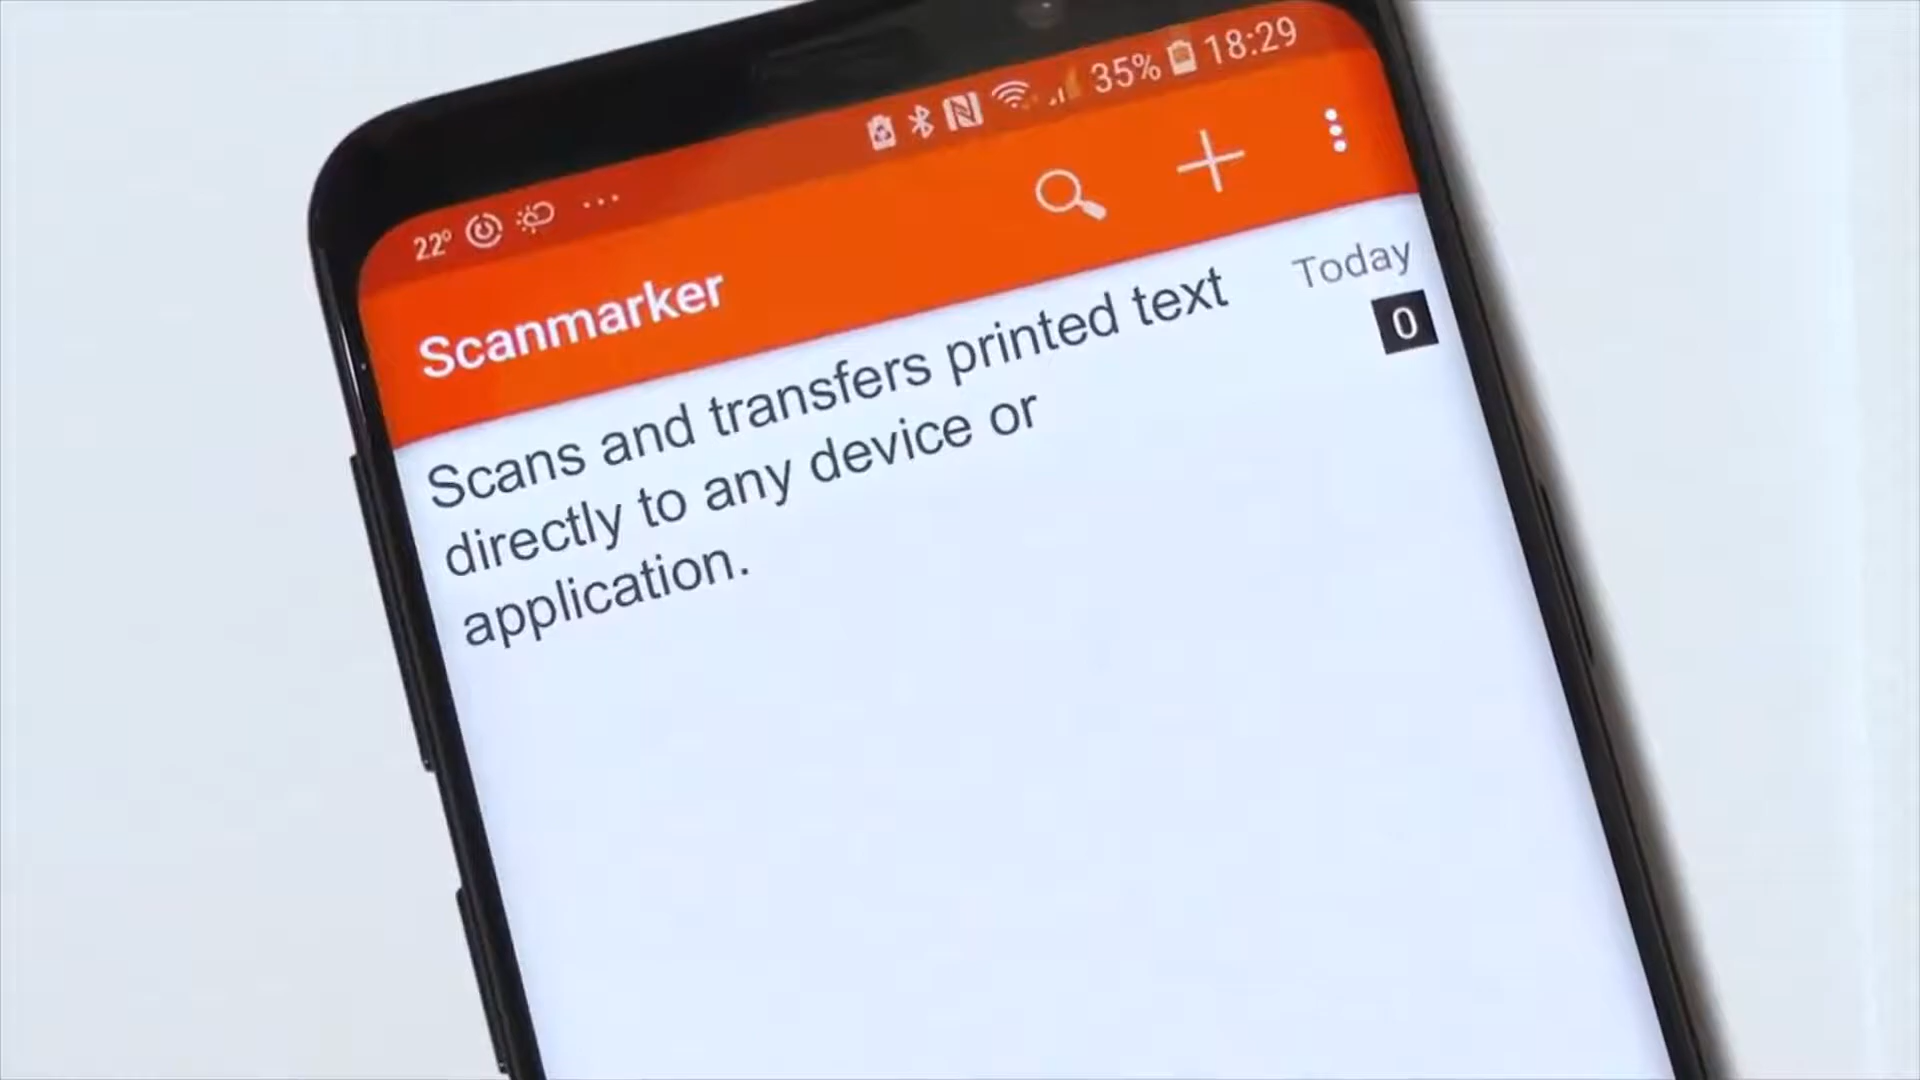 22° ... 35% 18:29
Scanmarker
Scans and transfers printed text
directly to any device or
application.
Today
0